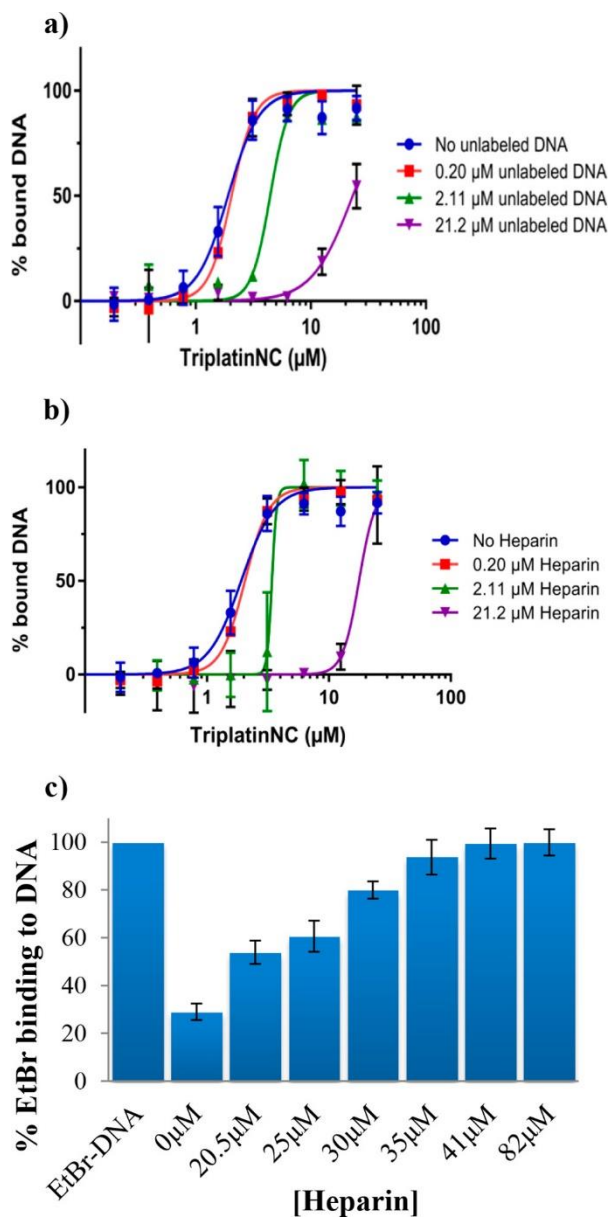 a)
% bound DNA
100
50
0
1
10
100
TriplatinNC (µM)
No unlabeled DNA
0.20 µM unlabeled DNA
2.11 µM unlabeled DNA
21.2 µM unlabeled DNA
b)
% bound DNA
100
50
0
1
10
100
TriplatinNC (µM)
No Heparin
0.20 µM Heparin
2.11 µM Heparin
21.2 µM Heparin
c)
% EtBr binding to DNA
100
80
60
40
20
0
EtBr-DNA
0µM
20.5µM
25µM
30µM
35µM
41µM
82µM
[Heparin]